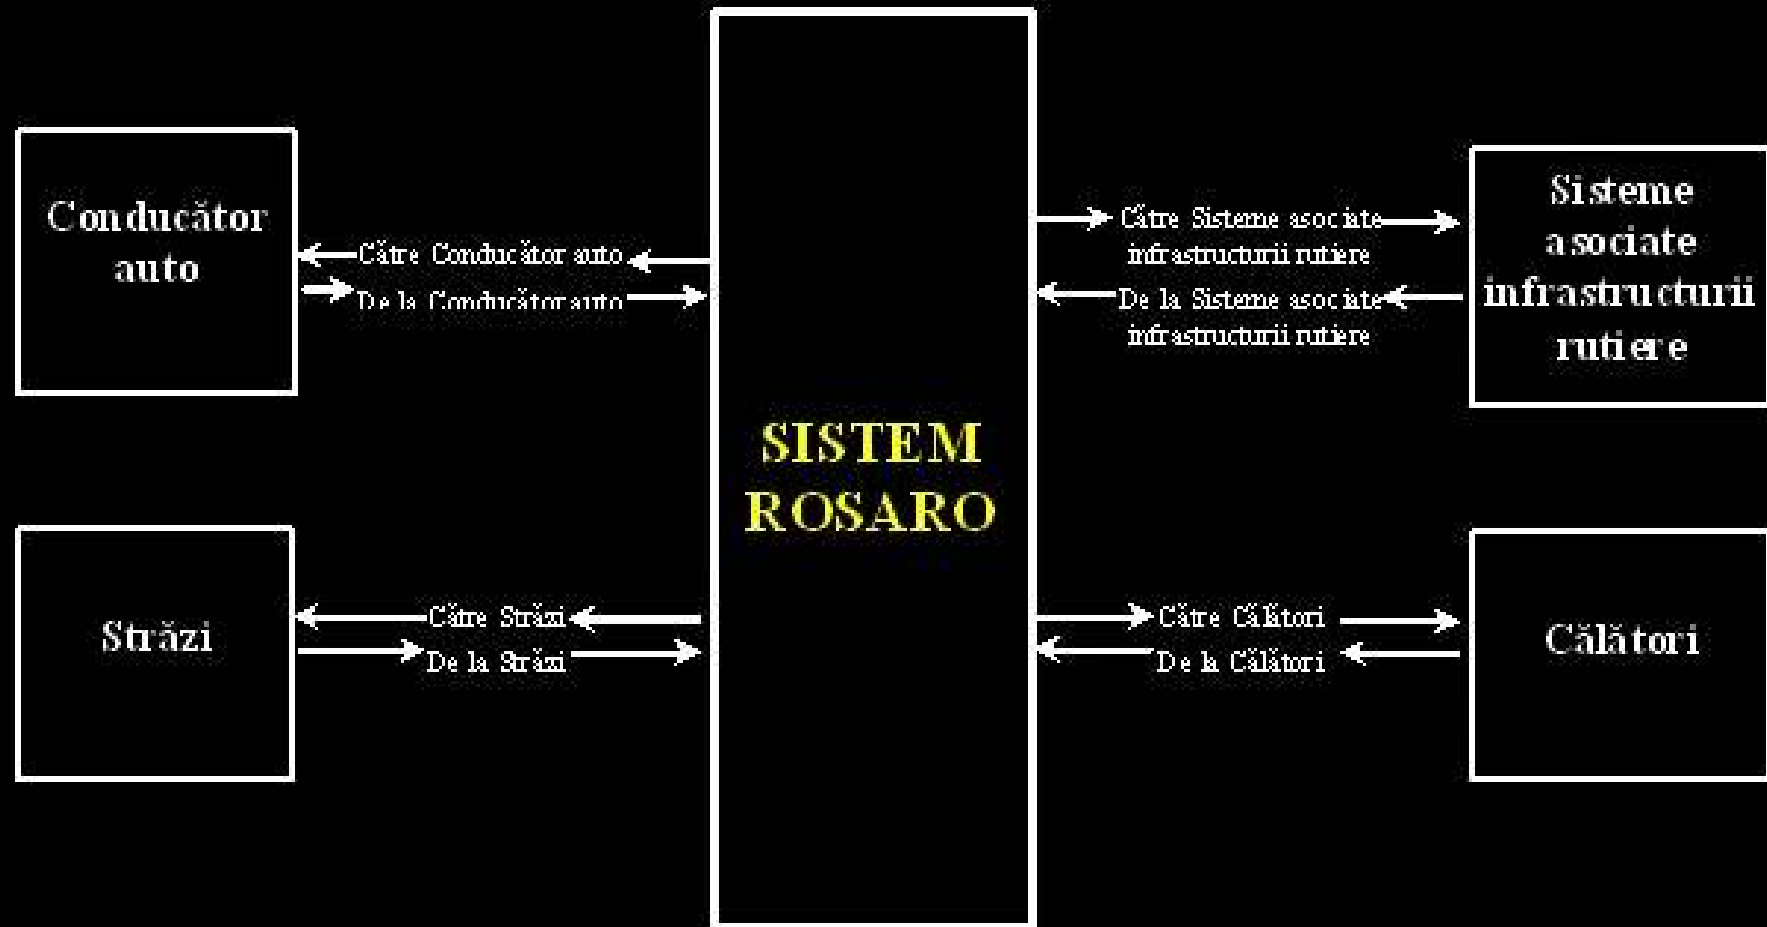 Conducător
auto
Către Conducător auto
De la Conducător auto
Străzi
Către Străzi
De la Străzi
SISTEM
ROSARO
Către Sisteme asociate
infrastructurii rutiere
De la Sisteme asociate
infrastructurii rutiere
Sisteme
asociate
infrastructurii
rutiere
Către Călători
De la Călători
Călători